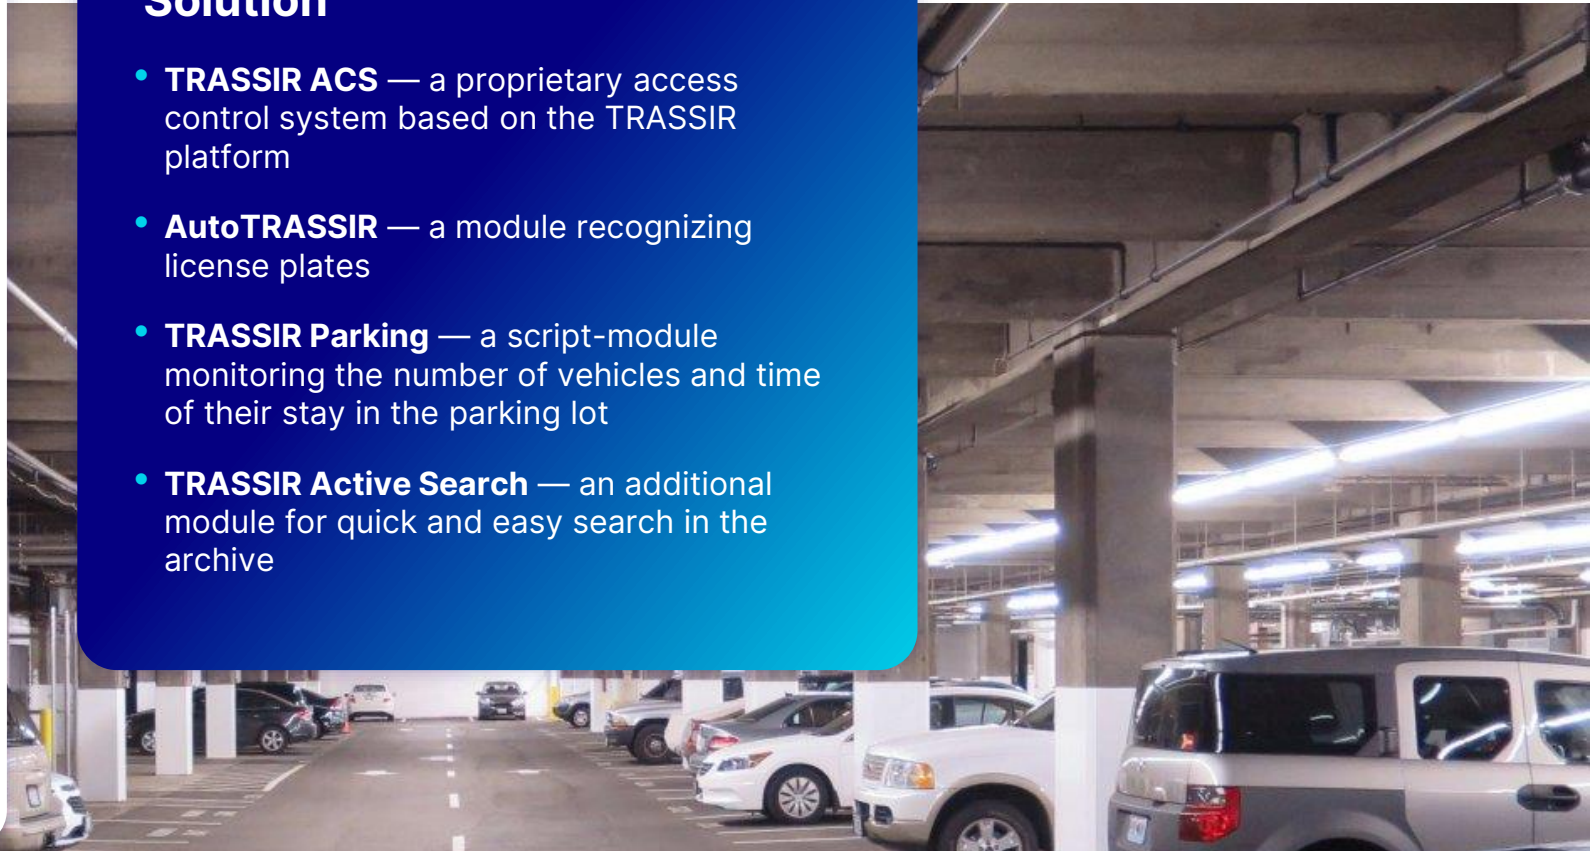 Solution
• TRASSIR ACS — a proprietary access
control system based on the TRASSIR
platform
• AutoTRASSIR — a module recognizing
license plates
• TRASSIR Parking — a script-module
monitoring the number of vehicles and time
of their stay in the parking lot
• TRASSIR Active Search — an additional
module for quick and easy search in the
archive